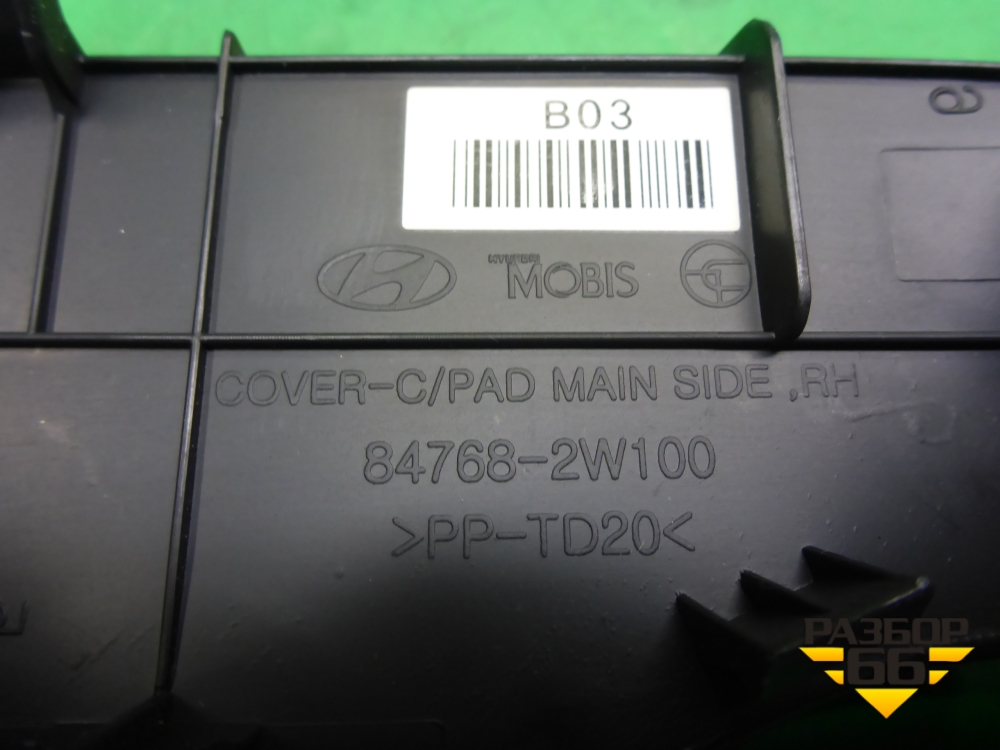 B03
HYUNDAI
MOBIS
COVER-C/PAD MAIN SIDE ,RH
84768-2W100
>PP-TD20<
РАЗБОР
66